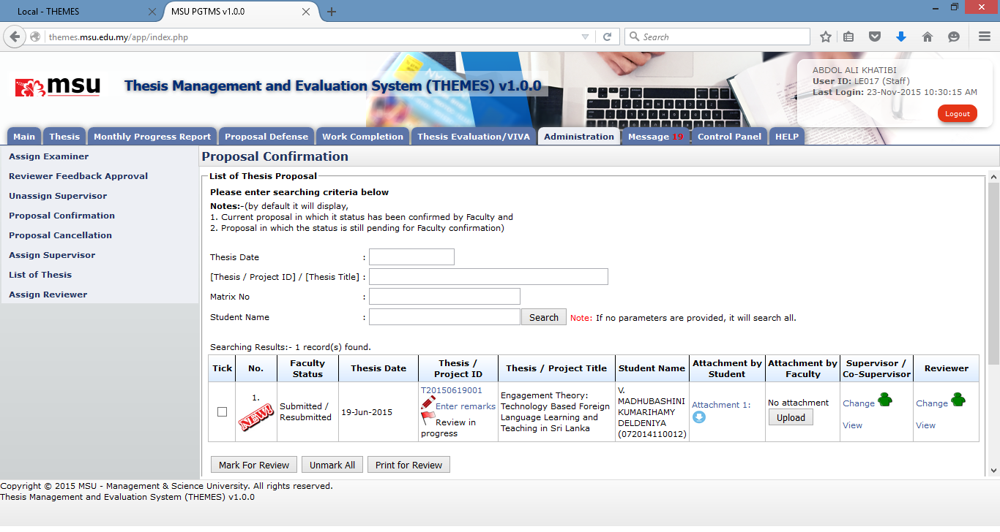 Local - THEMES
MSU PGTMS v1.0.0
themes.msu.edu.my/app/index.php
Search
msu
Thesis Management and Evaluation System (THEMES) v1.0.0
ABDOL ALI KHATIBI
User ID: LE017 (Staff)
Last Login: 23-Nov-2015 10:30:15 AM
Logout
Main
Thesis
Monthly Progress Report
Proposal Defense
Work Completion
Thesis Evaluation/VIVA
Administration
Message 19
Control Panel
HELP
Assign Examiner
Reviewer Feedback Approval
Unassign Supervisor
Proposal Confirmation
Proposal Cancellation
Assign Supervisor
List of Thesis
Assign Reviewer
Proposal Confirmation
List of Thesis Proposal
Please enter searching criteria below
Notes:-(by default it will display,
1. Current proposal in which it status has been confirmed by Faculty and
2. Proposal in which the status is still pending for Faculty confirmation)
Thesis Date :
[Thesis / Project ID] / [Thesis Title] :
Matrix No :
Student Name : Search Note: If no parameters are provided, it will search all.
Searching Results:- 1 record(s) found.
Tick
No.
Faculty
Status
Thesis Date
Thesis /
Project ID
Thesis / Project Title
Student Name
Attachment by
Student
Attachment by
Faculty
Supervisor /
Co-Supervisor
Reviewer
1.
NEW!
Submitted /
Resubmitted
19-Jun-2015
T20150619001
Enter remarks
Review in
progress
Engagement Theory:
Technology Based Foreign
Language Learning and
Teaching in Sri Lanka
V.
MADHUBASHINI
KUMARIHAMY
DELDENIYA
(072014110012)
Attachment 1:
No attachment
Upload
Change
View
Change
View
Mark For Review
Unmark All
Print for Review
Copyright © 2015 MSU - Management & Science University. All rights reserved.
Thesis Management and Evaluation System (THEMES) v1.0.0